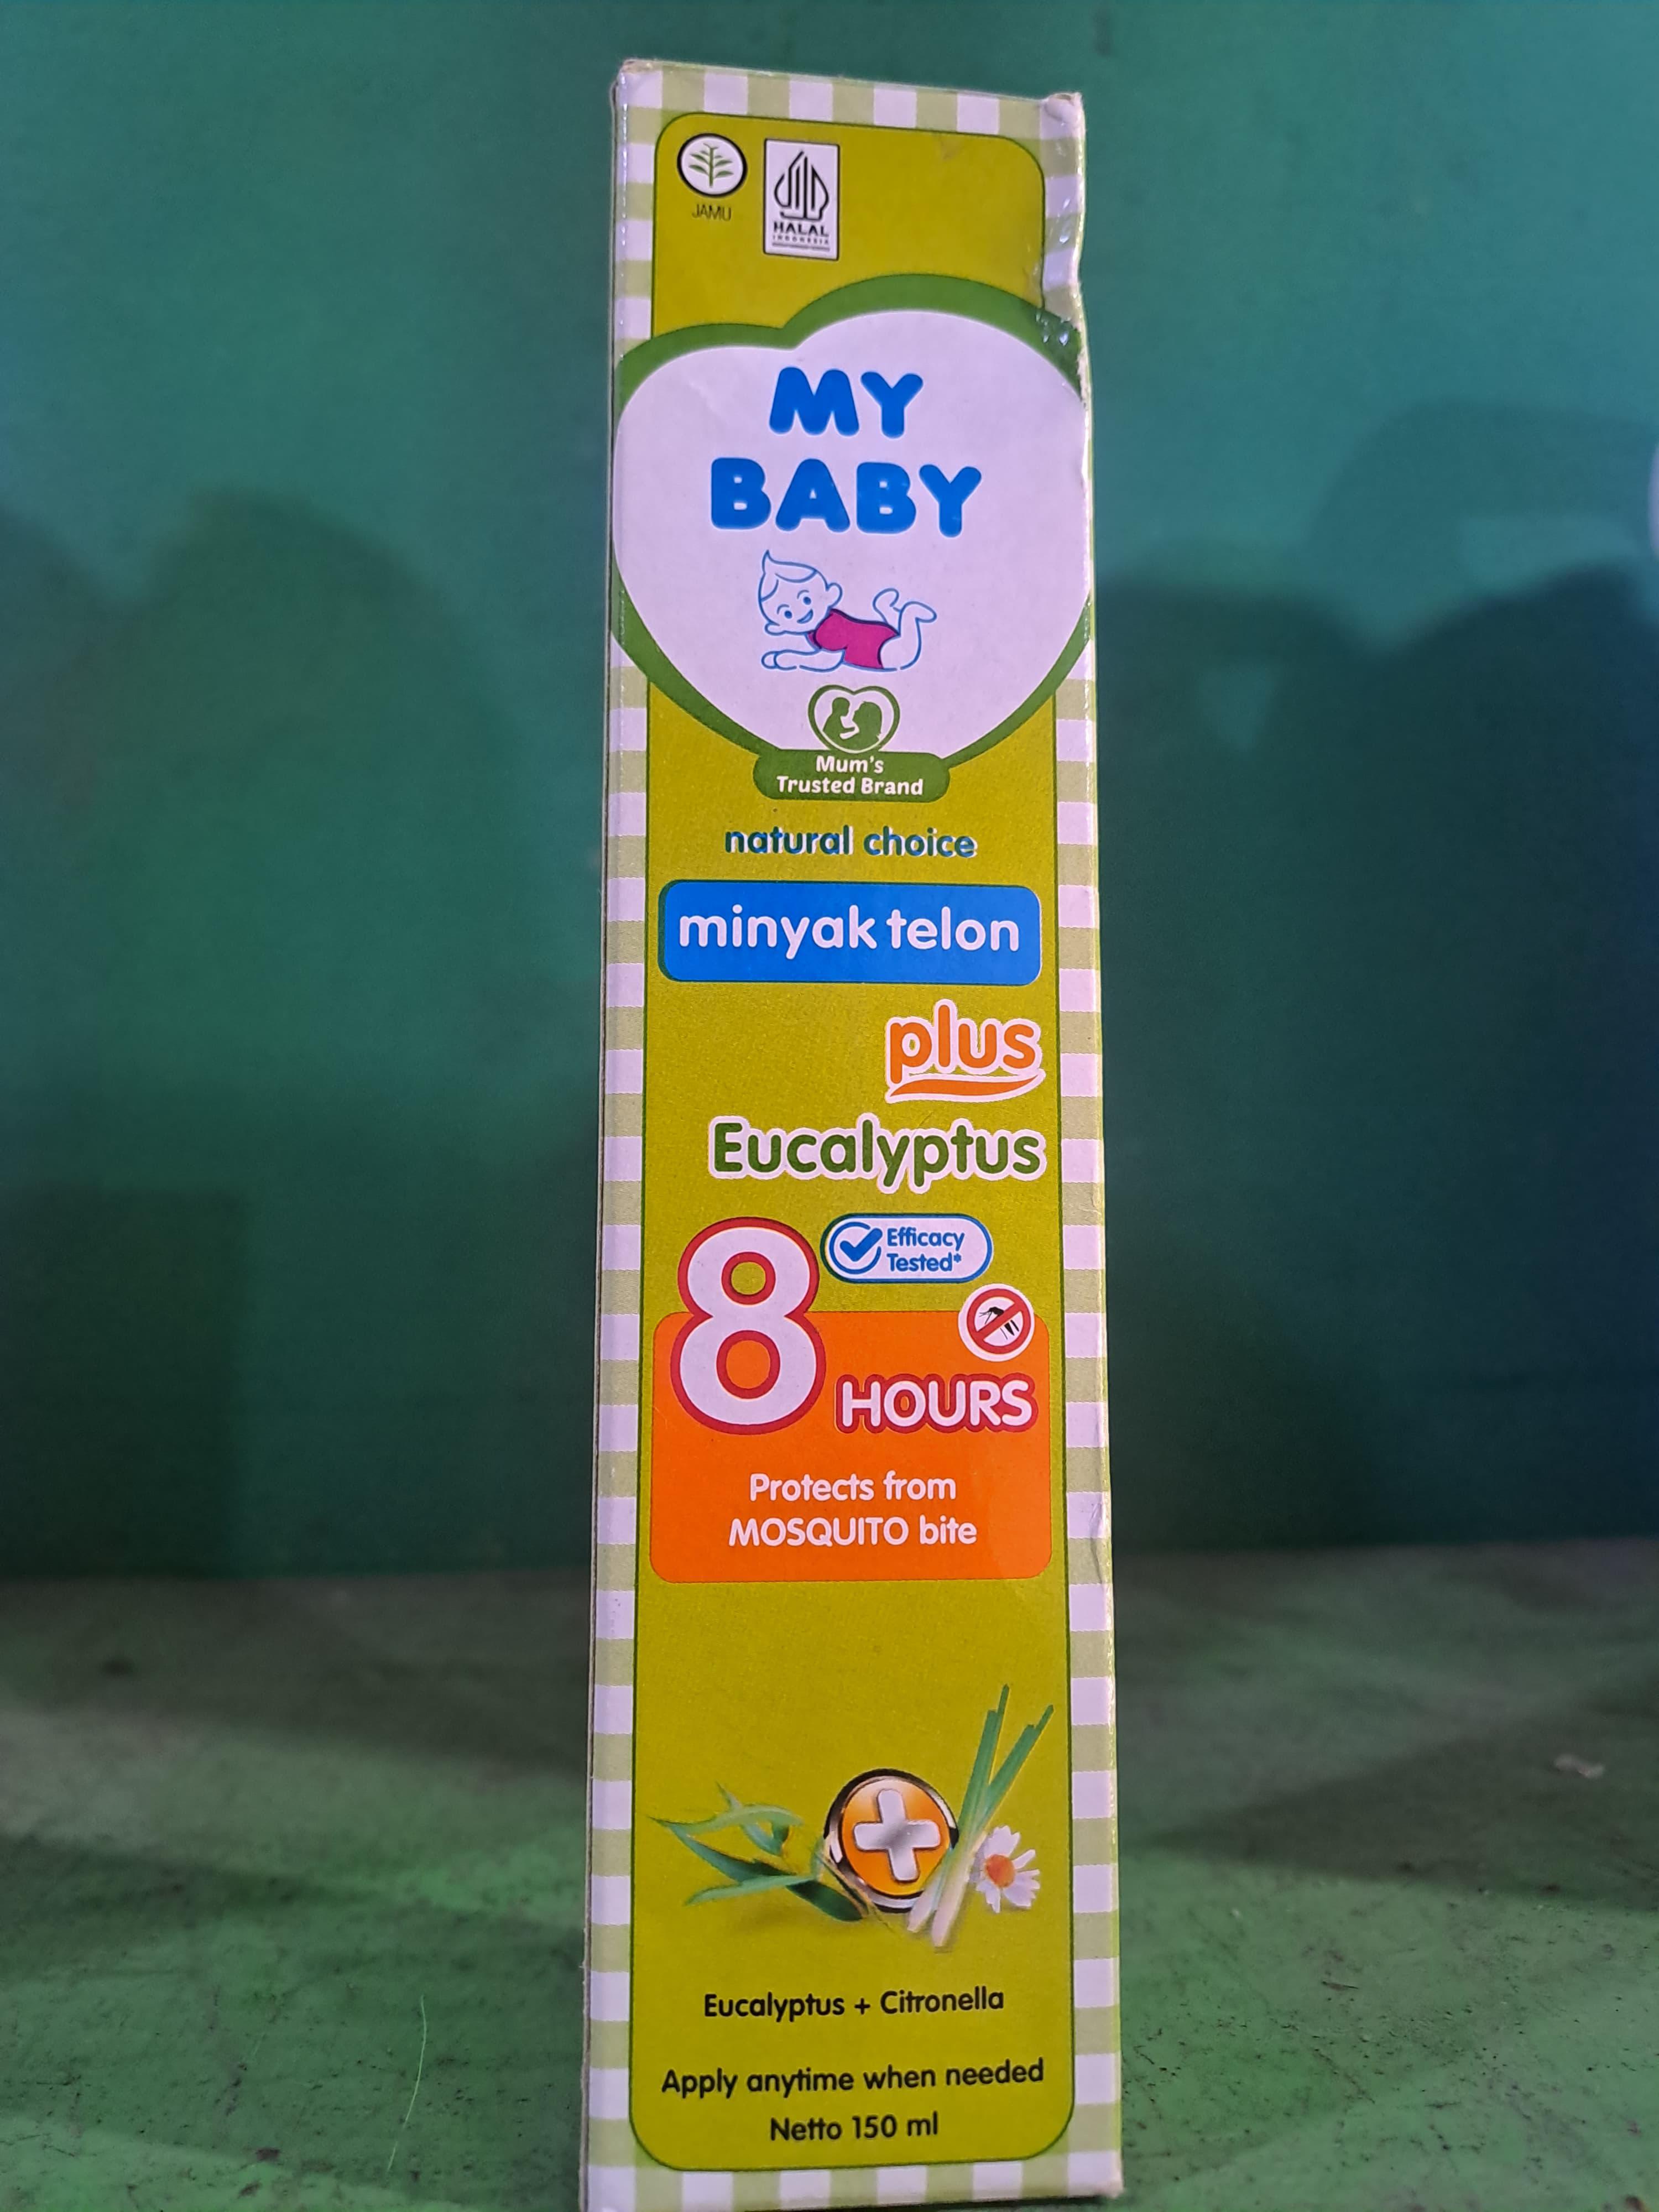 JAMU
HALAL
INDONESIA
MY
BABY
Mum's
Trusted Brand
natural choice
minyak telon
plus
Eucalyptus
8
Efficacy
Tested*
HOURS
Protects from
MOSQUITO bite
Eucalyptus + Citronella
Apply anytime when needed
Netto 150 ml